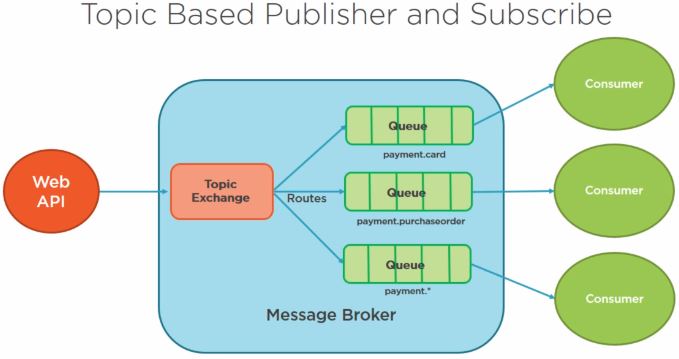 Topic Based Publisher and Subscribe
Consumer
Queue
payment.card
Web
API
Topic
Exchange
Routes
Queue
payment.purchaseorder
Consumer
Queue
payment.*
Consumer
Message Broker